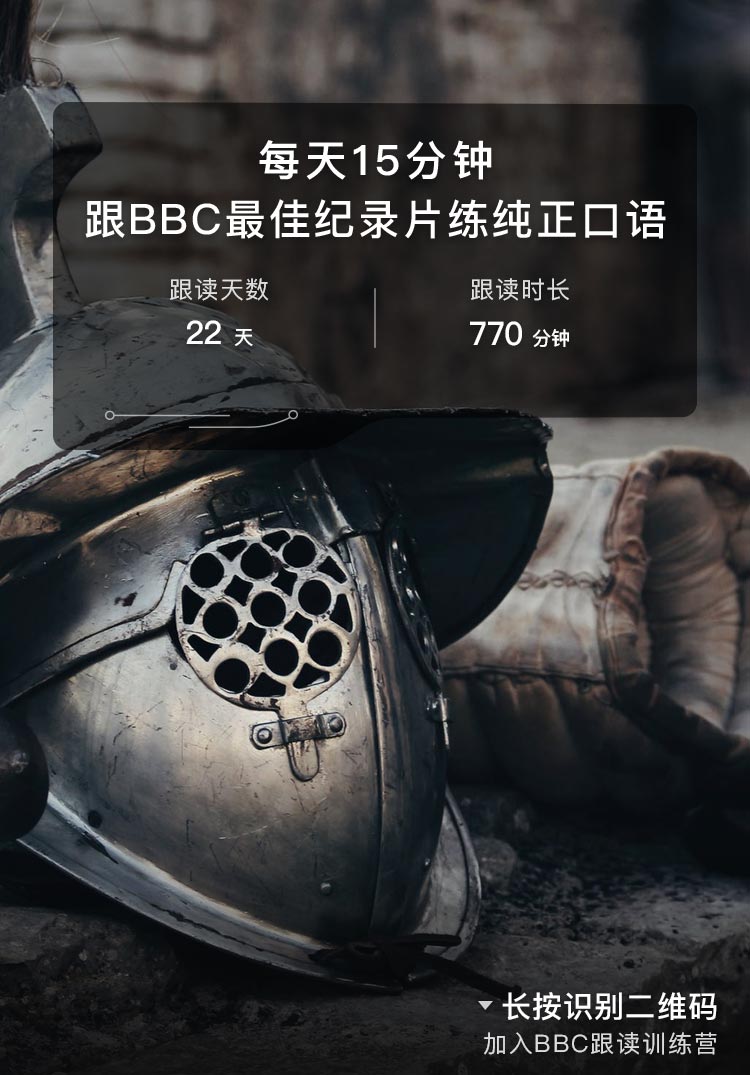 每天15分钟
跟BBC最佳纪录片练纯正口语
跟读天数
22 天
跟读时长
770 分钟
长按识别二维码
加入BBC跟读训练营